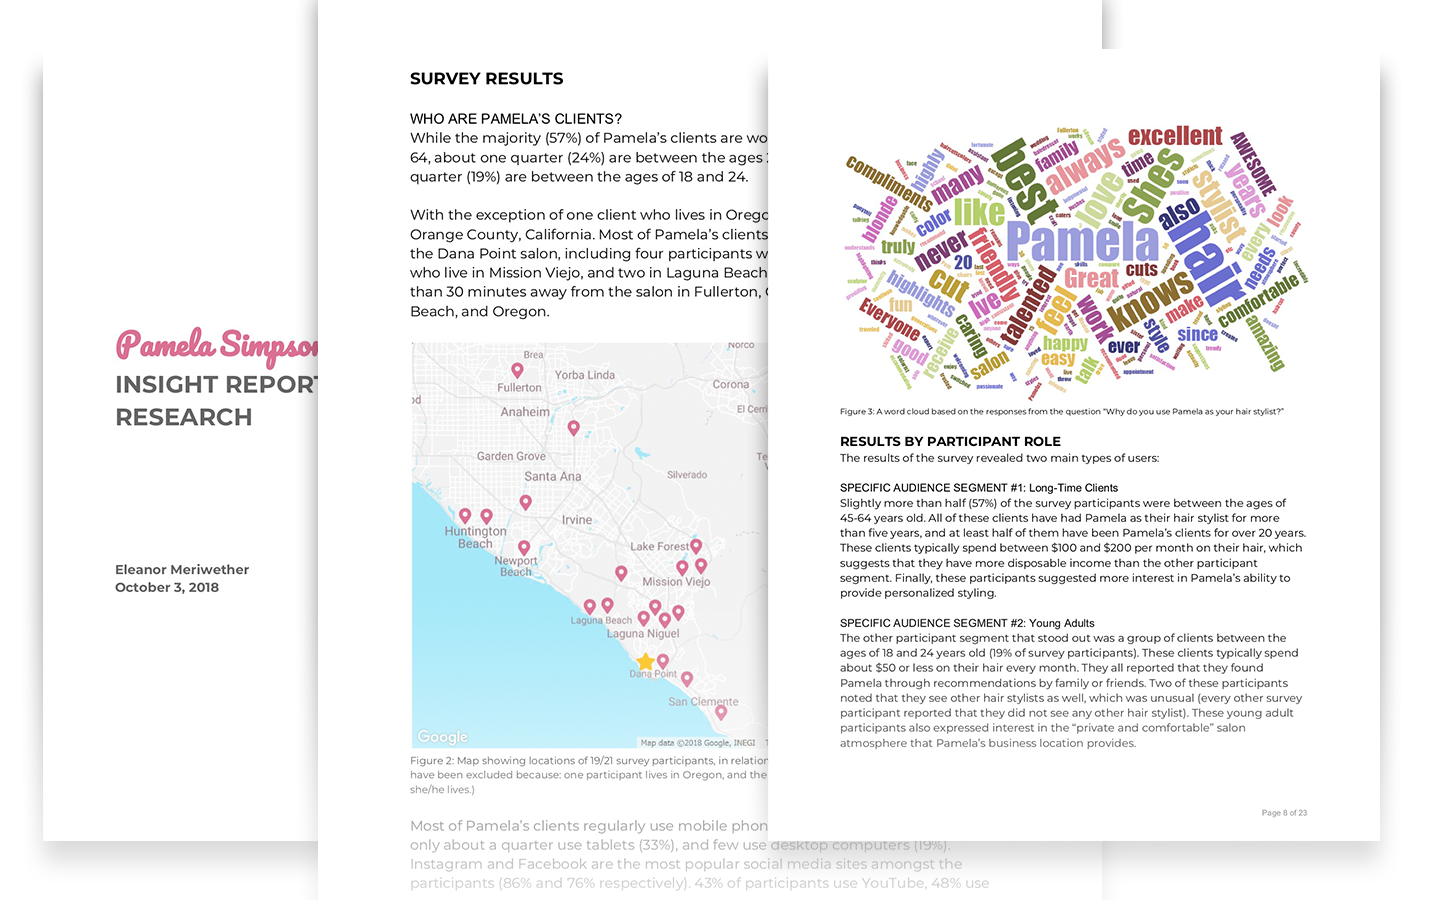 Pamela Simpson
INSIGHT REPORT
RESEARCH
Eleanor Meriwether
October 3, 2018
SURVEY RESULTS
WHO ARE PAMELA'S CLIENTS?
While the majority (57%) of Pamela's clients are wo
64, about one quarter (24%) are between the ages
quarter (19%) are between the ages of 18 and 24.
With the exception of one client who lives in Orego
Orange County, California. Most of Pamela's clients
the Dana Point salon, including four participants w
who live in Mission Viejo, and two in Laguna Beach
than 30 minutes away from the salon in Fullerton,
Beach, and Oregon.
Norco
Brea
Yorba Linda
Fullerton
Corona
Anaheim
El Cerri
Garden Grove
Santa Ana
Silverado
Irvine
Huntington
Beach
Lake Forest
Newport
Beach
Mission Viejo
Laguna Beach
Laguna Niguel
Dana Point
San Clemente
Google
Map data ©2018 Google, INEGI
Figure 2: Map showing locations of 19/21 survey participants, in relation
have been excluded because: one participant lives in Oregon, and the
she/he lives.)
Most of Pamela's clients regularly use mobile phon
only about a quarter use tablets (33%), and few use desktop computers (19%).
Instagram and Facebook are the most popular social media sites amongst the
participants (86% and 76% respectively). 43% of participants use YouTube, 48% use
excellent
AWESOME
best
family
always
time
Shes
love
compliments
highly
many
blonde
color
like
stylist
years
look
also
hair
every
needs
truly
never
friendly
Pamela
20
Great
cuts
knows
comfortable
highlights
cut
live
talented
feel
work
make
fun
Everyone
good
receive
caring
salon
happy
easy
talk
ever
style
since
amazing
Figure 3: A word cloud based on the responses from the question "Why do you use Pamela as your hair stylist?"
RESULTS BY PARTICIPANT ROLE
The results of the survey revealed two main types of users:
SPECIFIC AUDIENCE SEGMENT #1: Long-Time Clients
Slightly more than half (57%) of the survey participants were between the ages of
45-64 years old. All of these clients have had Pamela as their hair stylist for more
than five years, and at least half of them have been Pamela's clients for over 20 years.
These clients typically spend between $100 and $200 per month on their hair, which
suggests that they have more disposable income than the other participant
segment. Finally, these participants suggested more interest in Pamela's ability to
provide personalized styling.
SPECIFIC AUDIENCE SEGMENT #2: Young Adults
The other participant segment that stood out was a group of clients between the
ages of 18 and 24 years old (19% of survey participants). These clients typically spend
about $50 or less on their hair every month. They all reported that they found
Pamela through recommendations by family or friends. Two of these participants
noted that they see other hair stylists as well, which was unusual (every other survey
participant reported that they did not see any other hair stylist). These young adult
participants also expressed interest in the "private and comfortable" salon
atmosphere that Pamela's business location provides.
Page 8 of 23